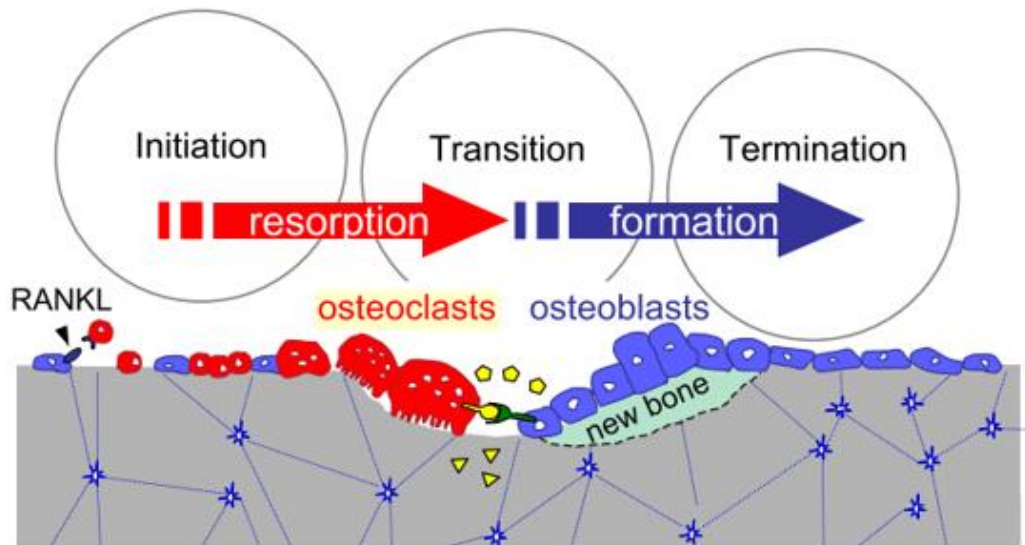 Initiation
Transition
Termination
resorption
formation
RANKL
osteoclasts
osteoblasts
new bone